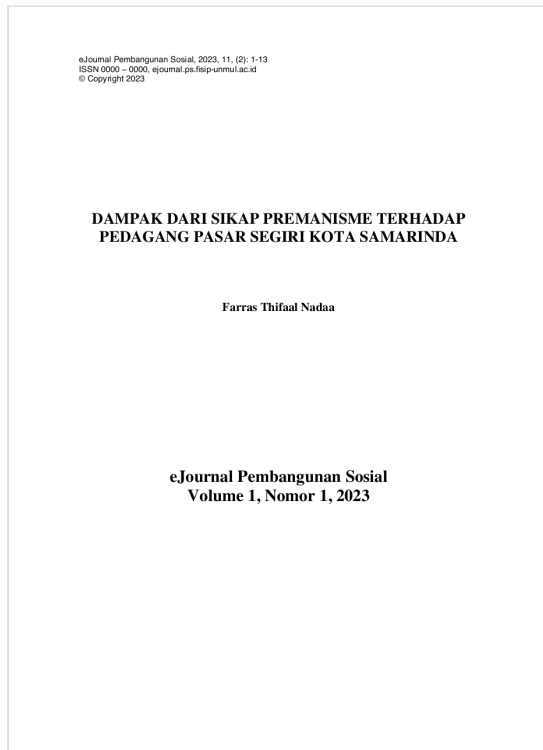 eJournal Pembangunan Sosial, 2023, 11, (2): 1-13
ISSN 0000 – 0000, ejournal.ps.fisip-unmul.ac.id
© Copyright 2023
DAMPAK DARI SIKAP PREMANISME TERHADAP
PEDAGANG PASAR SEGIRI KOTA SAMARINDA
Farras Thifaal Nadaa
eJournal Pembangunan Sosial
Volume 1, Nomor 1, 2023